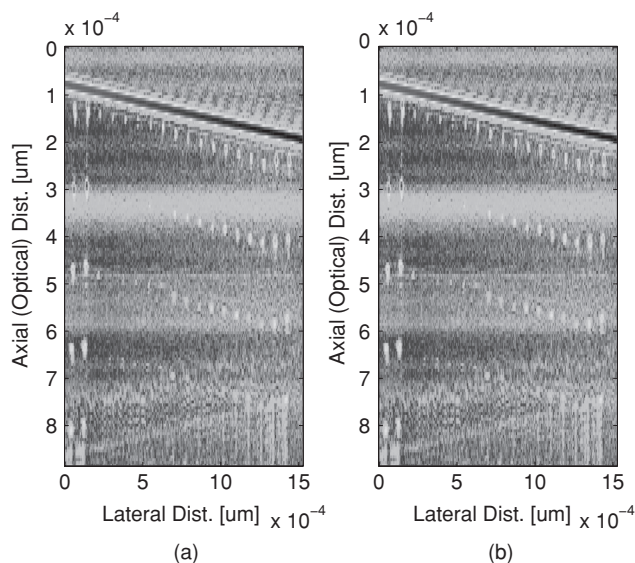 x 10⁻⁴
x 10⁻⁴
0
1
2
3
4
5
6
7
8
Axial (Optical) Dist. [um]
0
5
10
15
Lateral Dist. [um]
x 10⁻⁴
(a)
0
1
2
3
4
5
6
7
8
Axial (Optical) Dist. [um]
0
5
10
15
Lateral Dist. [um]
x 10⁻⁴
(b)